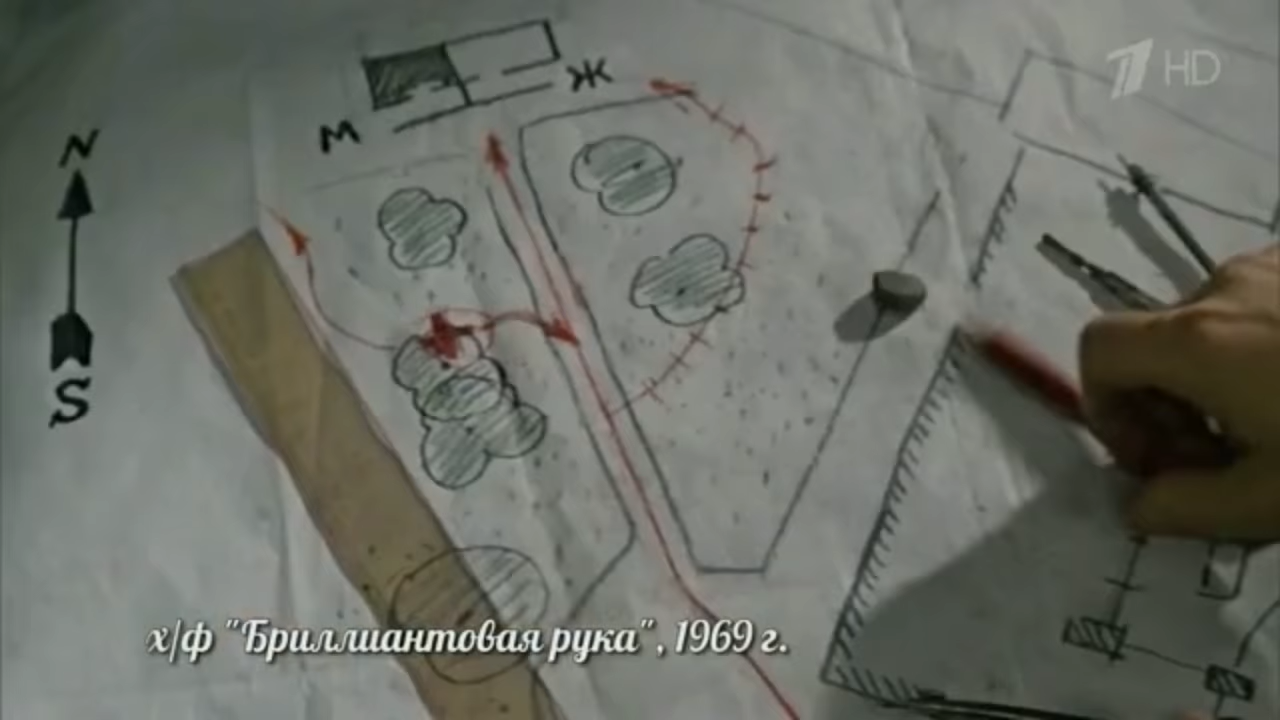 1 HD
Ж
М
N
S
х/ф "Бриллиантовая рука", 1969 г.